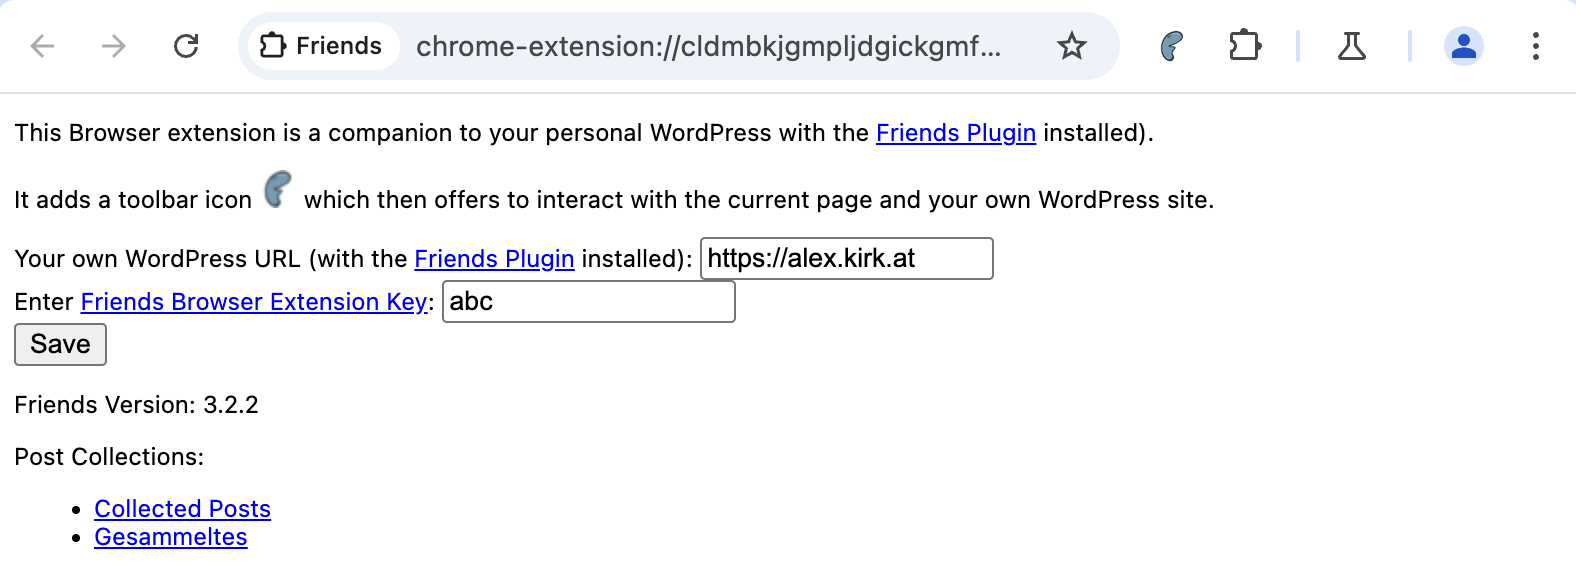 Friends chrome-extension://cldmbkjgmpljdgickgmf...
This Browser extension is a companion to your personal WordPress with the Friends Plugin installed).
It adds a toolbar icon which then offers to interact with the current page and your own WordPress site.
Your own WordPress URL (with the Friends Plugin installed): https://alex.kirk.at
Enter Friends Browser Extension Key: abc
Save
Friends Version: 3.2.2
Post Collections:
• Collected Posts
• Gesammeltes